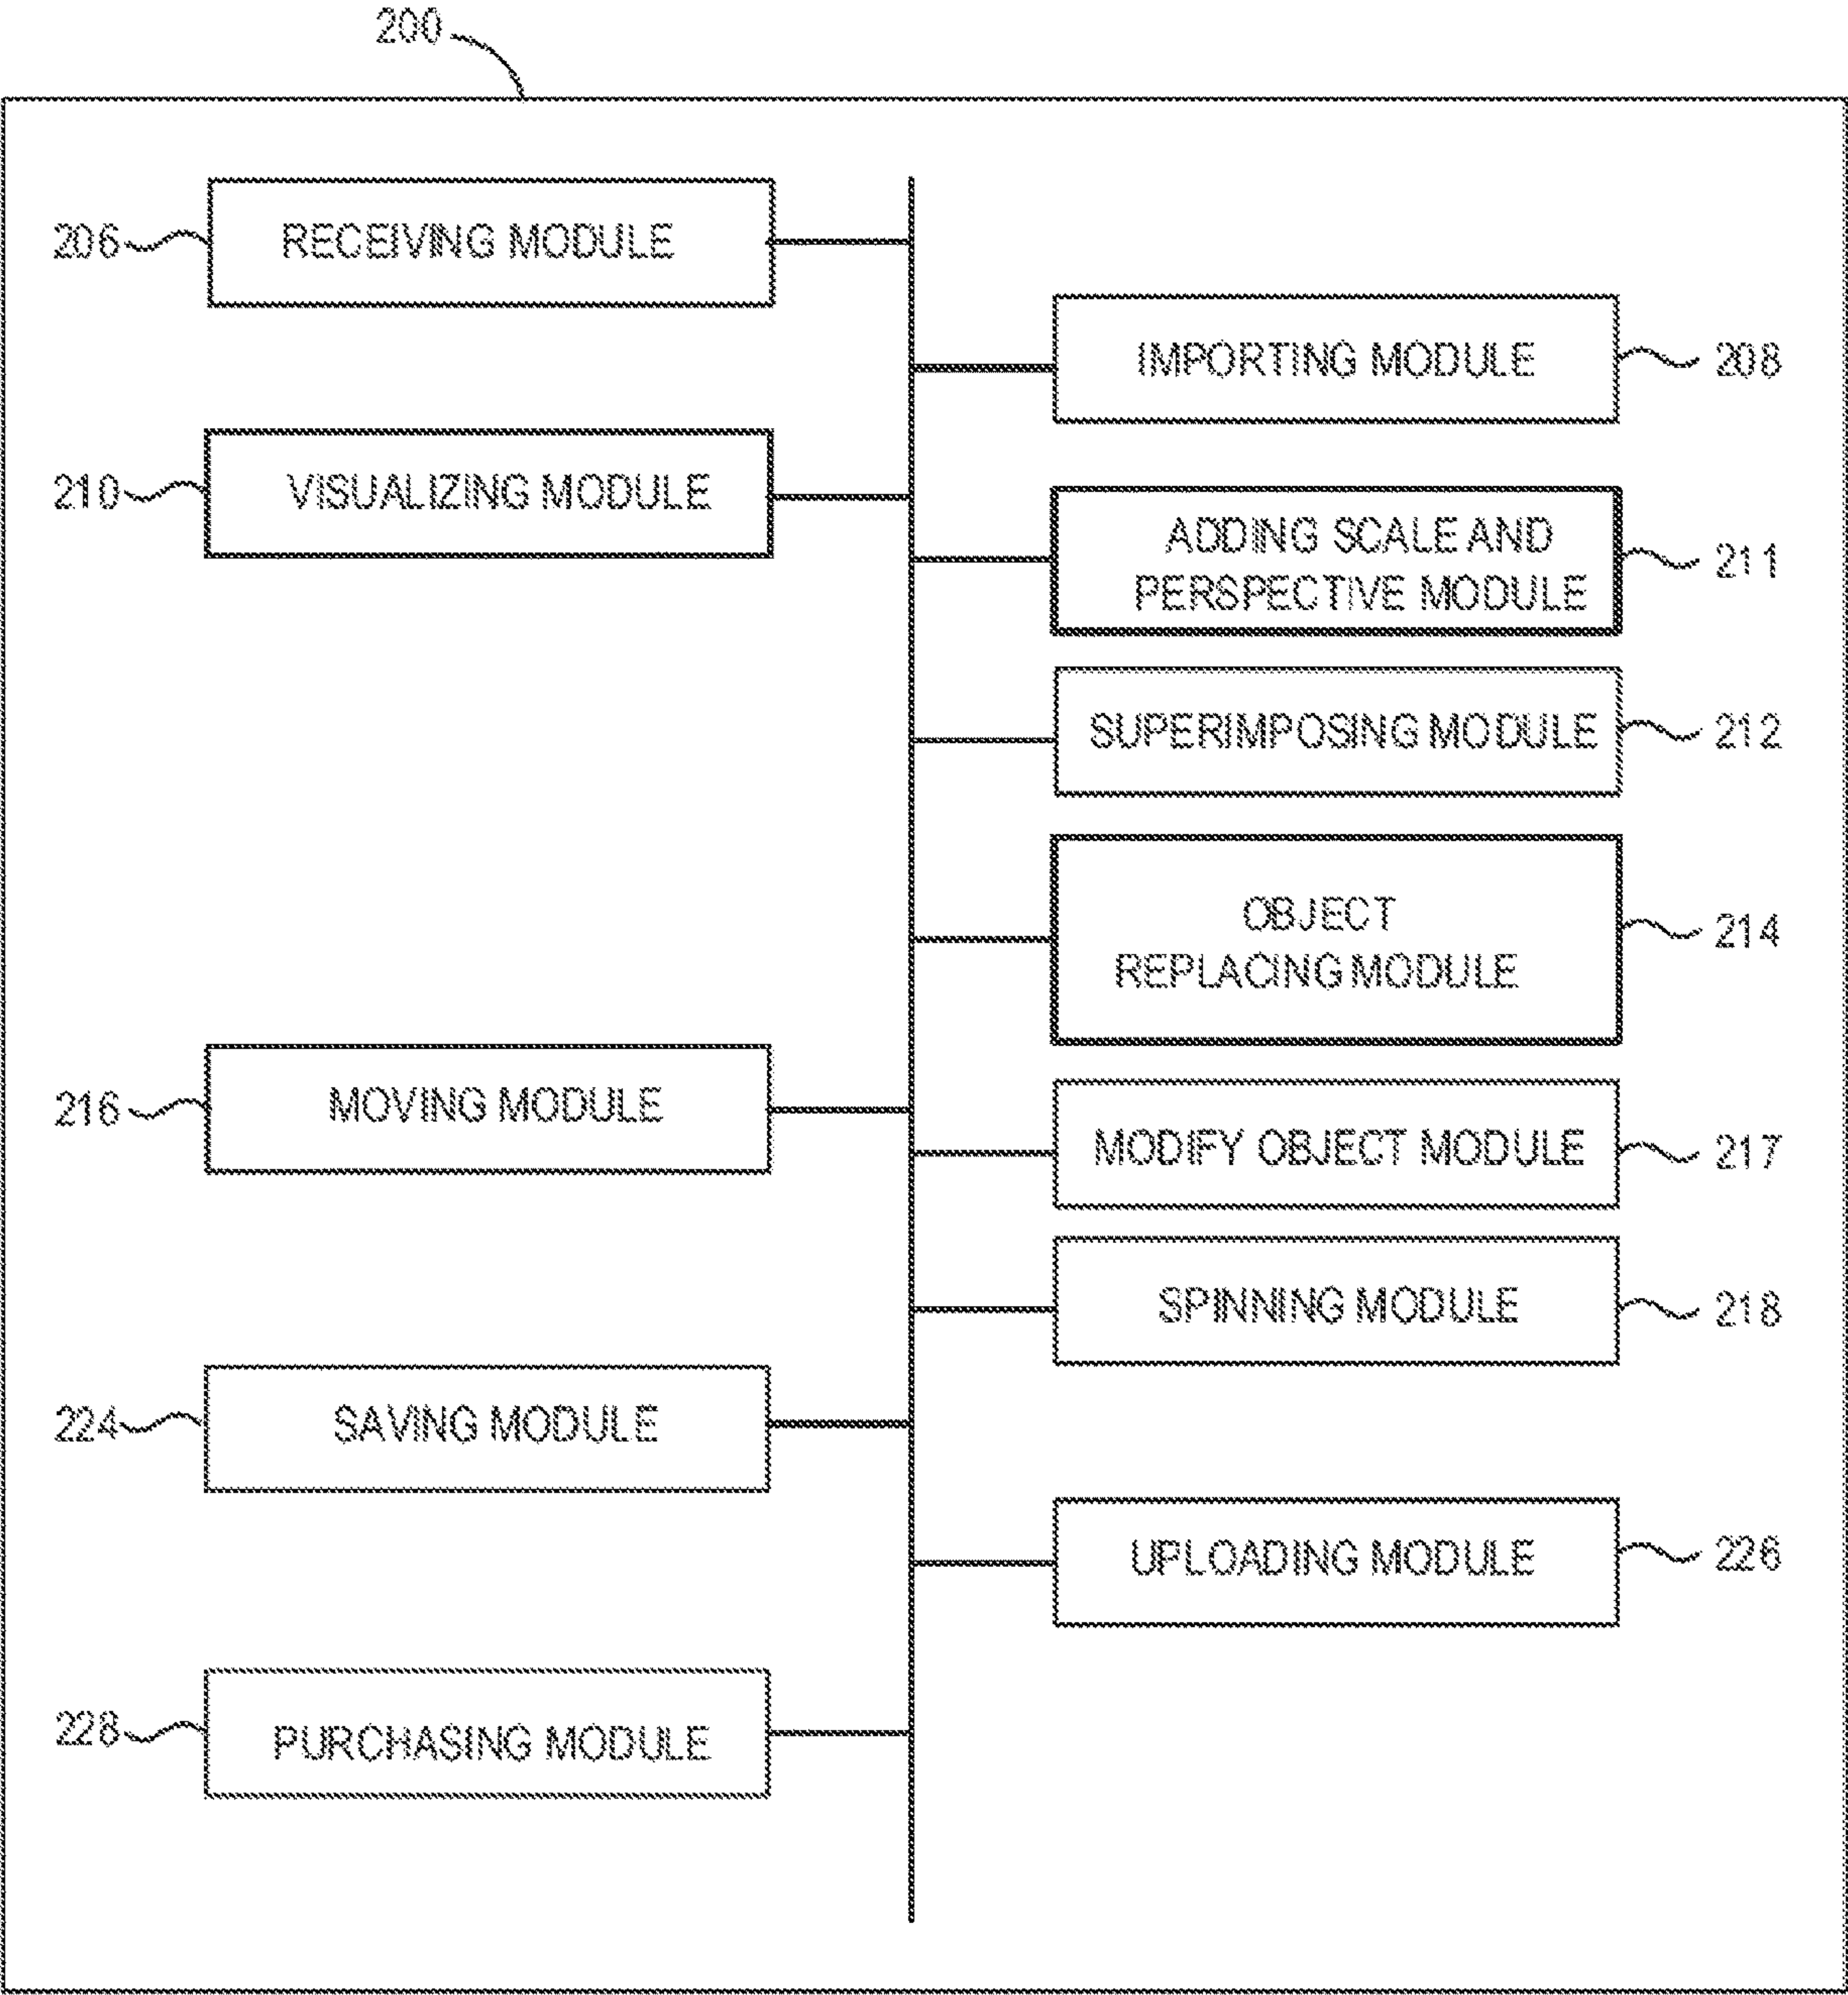 200
206 RECEIVING MODULE
IMPORTING MODULE 208
210 VISUALIZING MODULE
ADDING SCALE AND
PERSPECTIVE MODULE
211
SUPERIMPOSING MODULE 212
OBJECT
REPLACING MODULE
214
216 MOVING MODULE
MODIFY OBJECT MODULE 217
SPINNING MODULE 218
224 SAVING MODULE
UPLOADING MODULE 226
228 PURCHASING MODULE